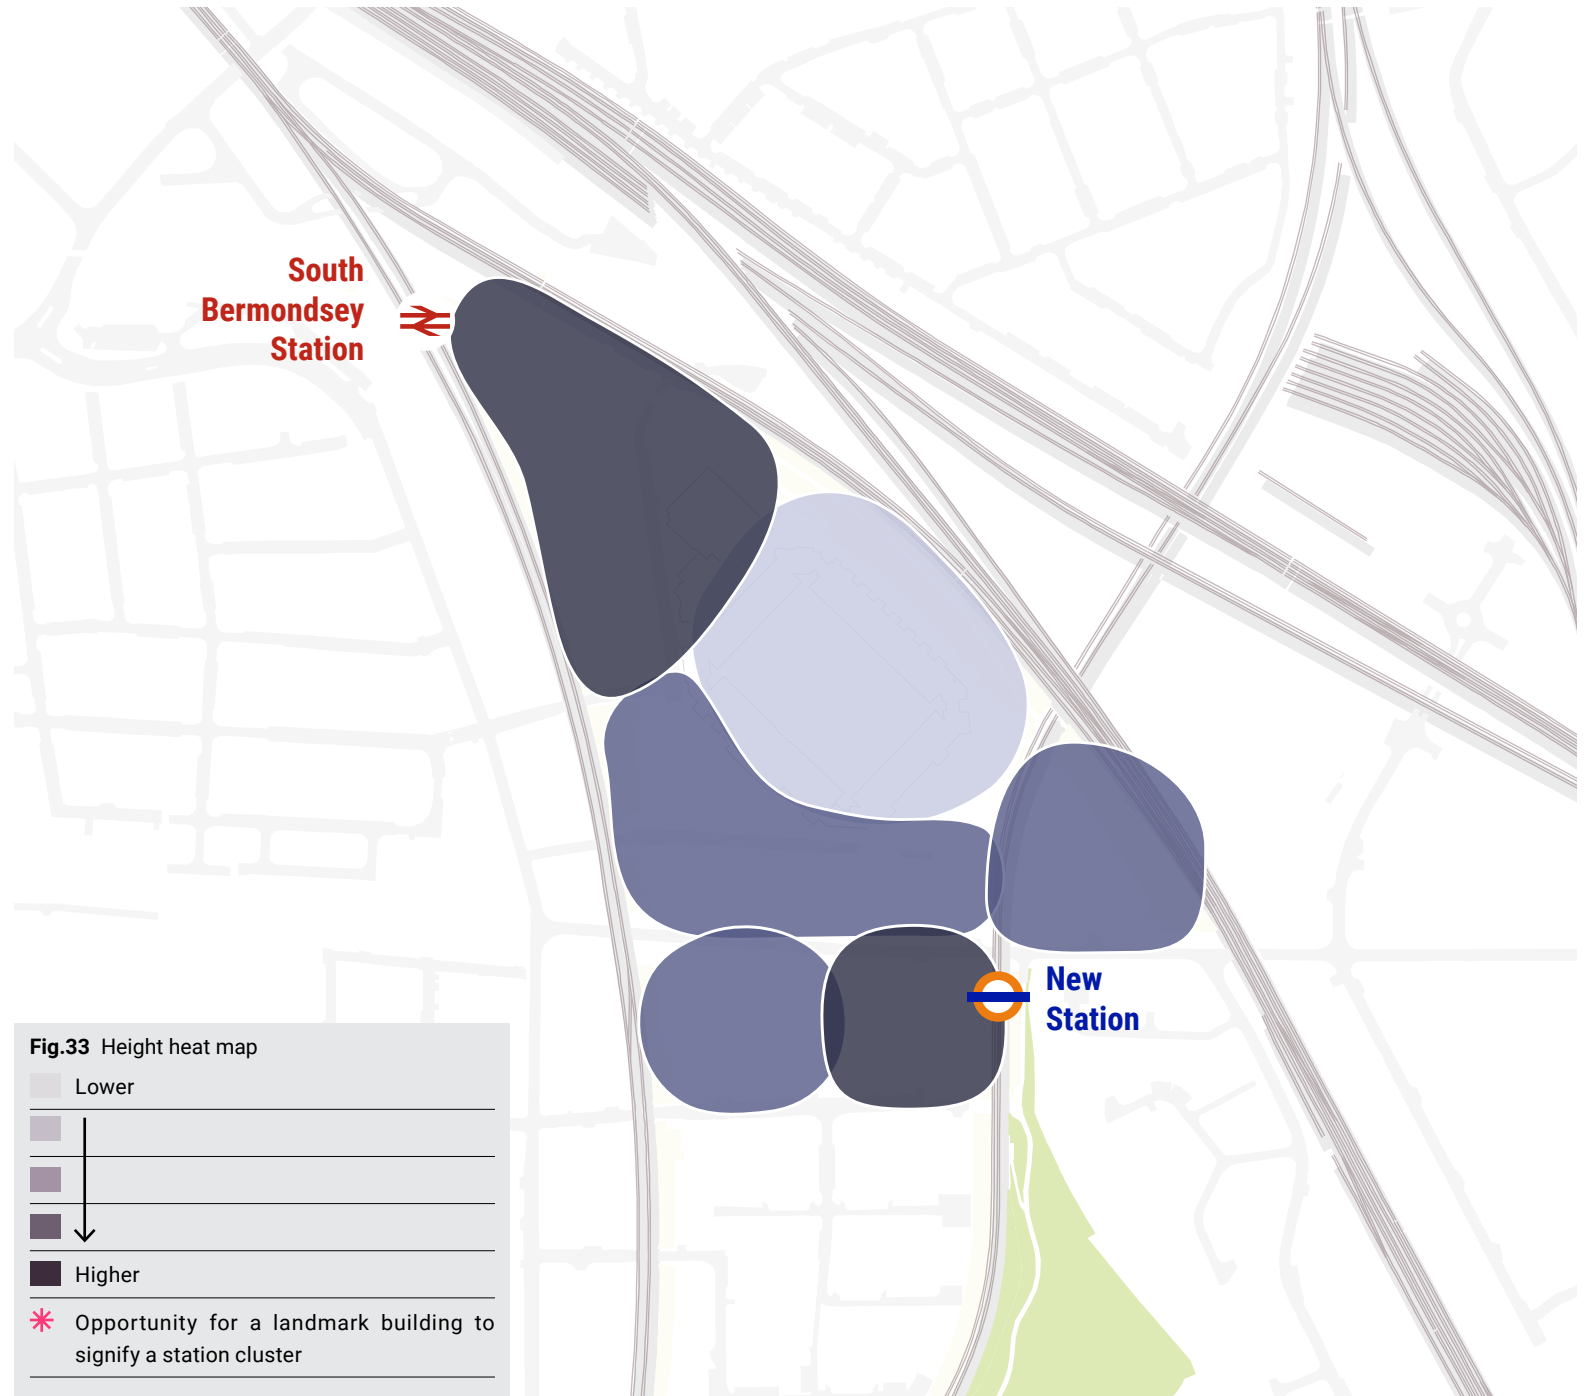 South
Bermondsey
Station
New
Station
Fig.33 Height heat map
Lower
Higher
Opportunity for a landmark building to
signify a station cluster